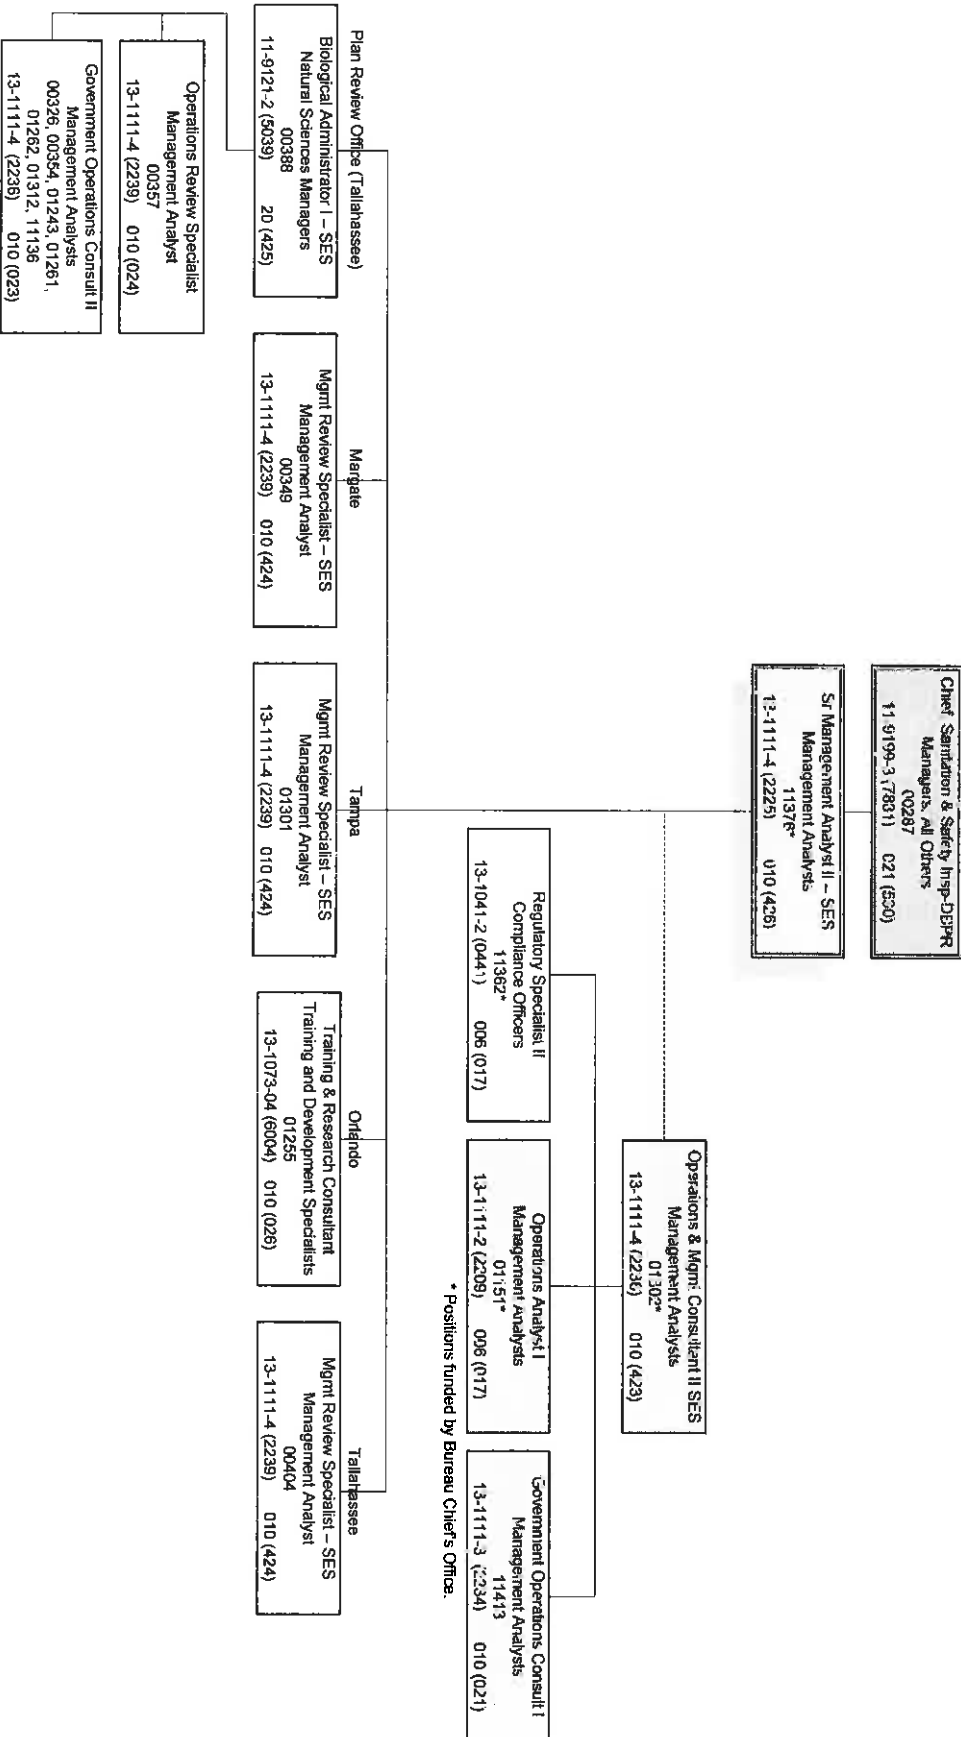 Chief, Sanitation & Safety Insp-DBPR
Managers, All Others
00287
11-9199-3 (7831) 021 (530)
Sr Management Analyst II – SES
Management Analysts
11376*
13-1111-4 (2225) 010 (426)
Operations & Mgmt Consultant II SES
Management Analysts
01302*
13-1111-4 (2236) 010 (423)
Regulatory Specialist II
Compliance Officers
11362*
13-1041-2 (0441) 006 (017)
Operations Analyst I
Management Analysts
01151*
13-1111-2 (2209) 006 (017)
Government Operations Consult I
Management Analysts
11413
13-1111-3 (2234) 010 (021)
* Positions funded by Bureau Chief's Office.
Plan Review Office (Tallahassee)
Biological Administrator I – SES
Natural Sciences Managers
00388
11-9121-2 (5039) 20 (425)
Margate
Mgmt Review Specialist – SES
Management Analyst
00349
13-1111-4 (2239) 010 (424)
Tampa
Mgmt Review Specialist – SES
Management Analyst
01301
13-1111-4 (2239) 010 (424)
Orlando
Training & Research Consultant
Training and Development Specialists
01255
13-1073-04 (6004) 010 (026)
Tallahassee
Mgmt Review Specialist – SES
Management Analyst
00404
13-1111-4 (2239) 010 (424)
Operations Review Specialist
Management Analyst
00357
13-1111-4 (2239) 010 (024)
Government Operations Consult II
Management Analysts
00326, 00354, 01243, 01261,
01262, 01312, 11136
13-1111-4 (2236) 010 (023)